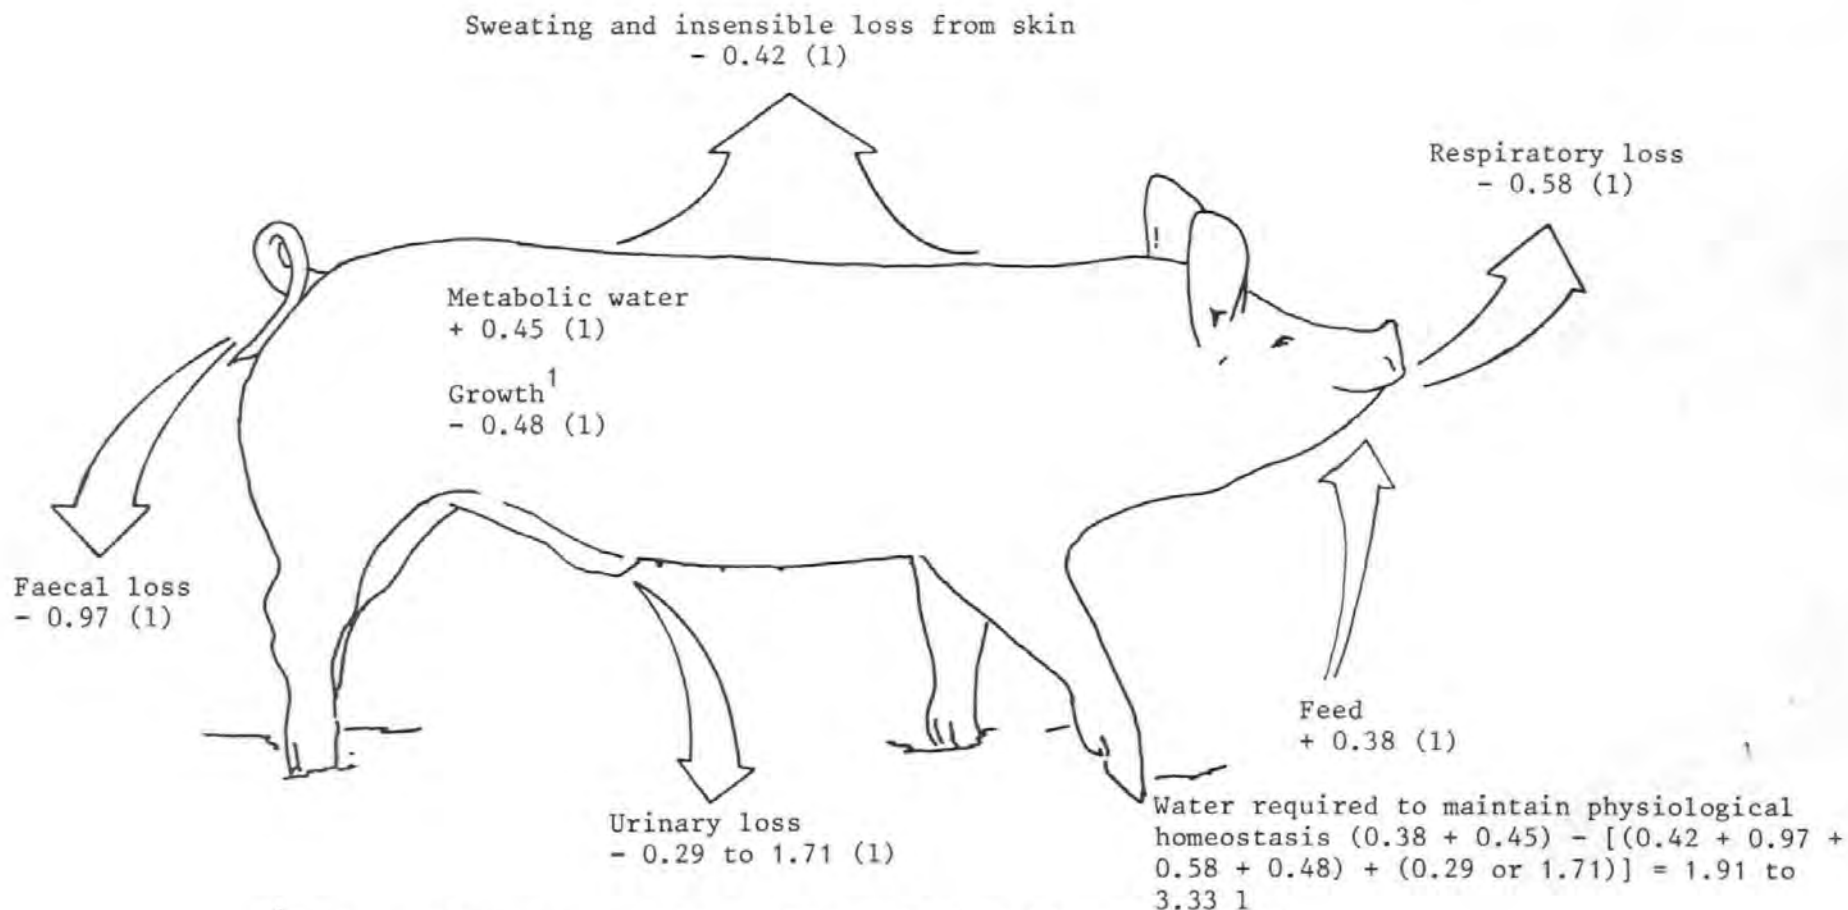 Sweating and insensible loss from skin
- 0.42 (1)
Respiratory loss
- 0.58 (1)
Metabolic water
+ 0.45 (1)
Growth1
- 0.48 (1)
Faecal loss
- 0.97 (1)
Feed
+ 0.38 (1)
Urinary loss
- 0.29 to 1.71 (1)
Water required to maintain physiological
homeostasis (0.38 + 0.45) - [(0.42 + 0.97 +
0.58 + 0.48) + (0.29 or 1.71)] = 1.91 to
3.33 1